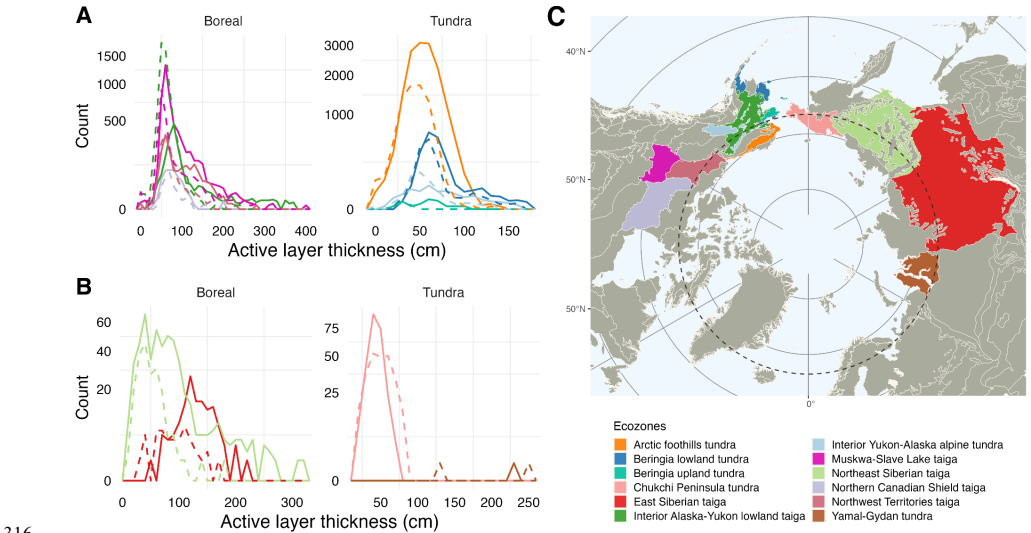 A
Boreal
Tundra
Count
1500
1000
500
0
3000
2000
1000
0
0 100 200 300 400
0 50 100 150
Active layer thickness (cm)
B
Boreal
Tundra
Count
60
40
20
0
75
50
25
0
0 100 200 300
50 100 150 200 250
Active layer thickness (cm)
C
40°N
50°N
50°N
0°
Ecozones
Arctic foothills tundra
Beringia lowland tundra
Beringia upland tundra
Chukchi Peninsula tundra
East Siberian taiga
Interior Alaska-Yukon lowland taiga
Interior Yukon-Alaska alpine tundra
Muskwa-Slave Lake taiga
Northeast Siberian taiga
Northern Canadian Shield taiga
Northwest Territories taiga
Yamal-Gydan tundra